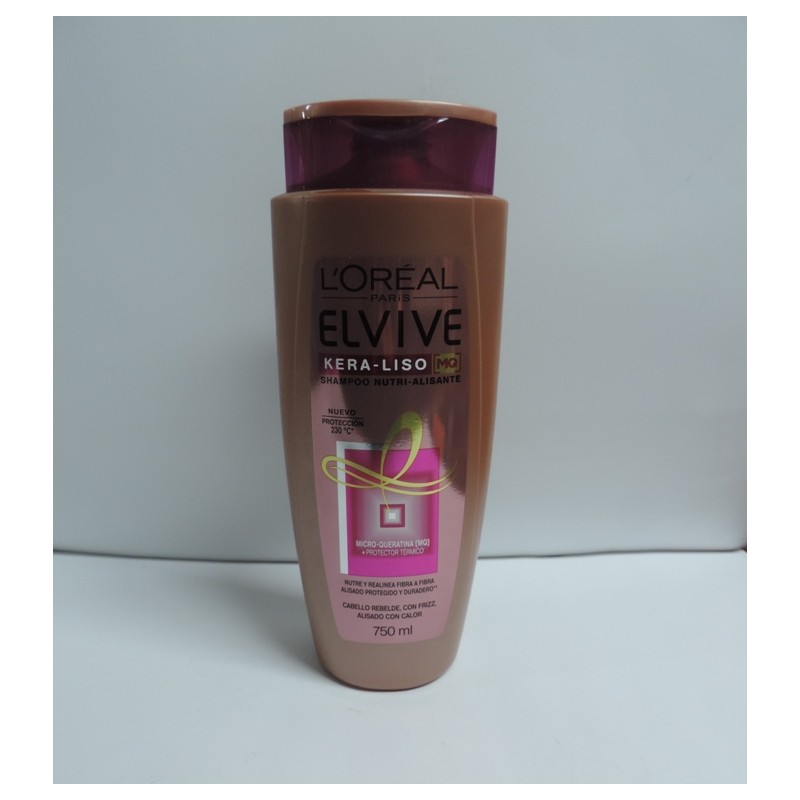 L'ORÉAL
PARIS
ELVIVE
KERA-LISO [MQ]
SHAMPOO NUTRI-ALISANTE
NUEVO
PROTECCIÓN
230 °C*
MICRO-QUERATINA [MQ]
+ PROTECTOR TÉRMICO
NUTRE Y REALINEA FIBRA A FIBRA
ALISADO PROTEGIDO Y DURADERO**
CABELLO REBELDE, CON FRIZZ,
ALISADO CON CALOR
750 ml